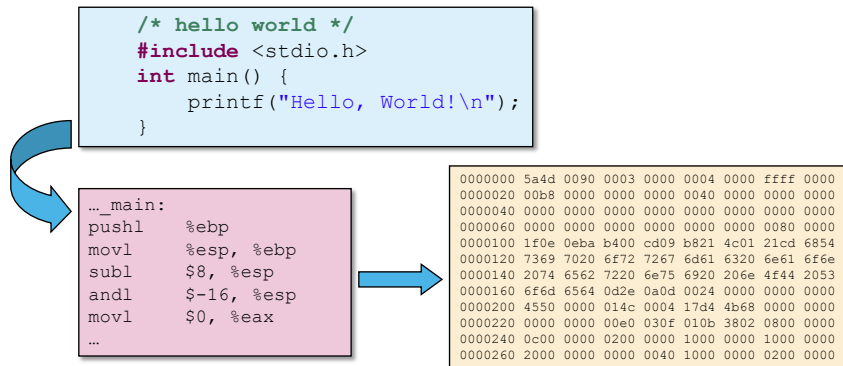 /* hello world */
#include <stdio.h>
int main() {
    printf("Hello, World!\n");
}
…_main:
pushl %ebp
movl %esp, %ebp
subl $8, %esp
andl $-16, %esp
movl $0, %eax
…
0000000 5a4d 0090 0003 0000 0004 0000 ffff 0000
0000020 00b8 0000 0000 0000 0040 0000 0000 0000
0000040 0000 0000 0000 0000 0000 0000 0000 0000
0000060 0000 0000 0000 0000 0000 0000 0080 0000
0000100 1f0e 0eba b400 cd09 b821 4c01 21cd 6854
0000120 7369 7020 6f72 7267 6d61 6320 6e61 6f6e
0000140 2074 6562 7220 6e75 6920 206e 4f44 2053
0000160 6f6d 6564 0d2e 0a0d 0024 0000 0000 0000
0000200 4550 0000 014c 0004 17d4 4b68 0000 0000
0000220 0000 0000 00e0 030f 010b 3802 0800 0000
0000240 0c00 0000 0200 0000 1000 0000 1000 0000
0000260 2000 0000 0000 0040 1000 0000 0200 0000